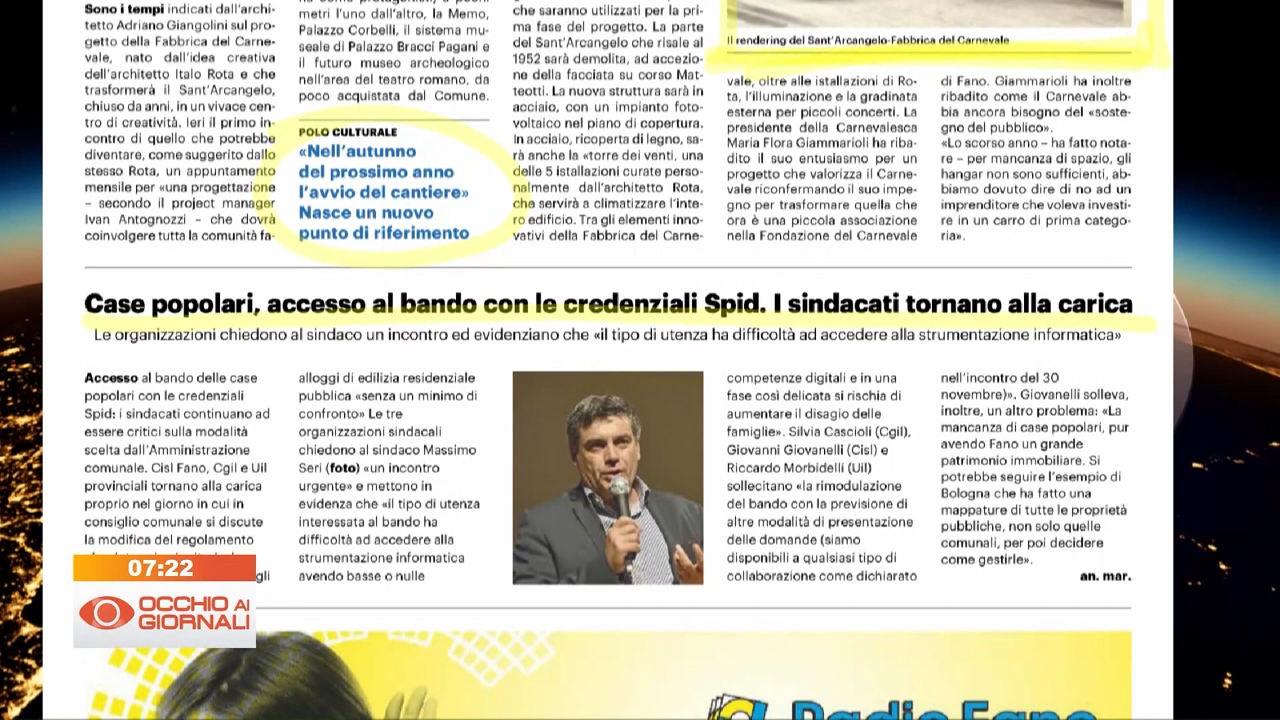 Sono i tempi indicati dall'archi-
tetto Adriano Giangolini sul pro-
getto della Fabbrica del Carne-
vale, nato dall'idea creativa
dell'architetto Italo Rota e che
trasformerà il Sant'Arcangelo,
chiuso da anni, in un vivace cen-
tro di creatività. Ieri il primo in-
contro di quello che potrebbe
diventare, come suggerito dallo
stesso Rota, un appuntamento
mensile per «una progettazione
– secondo il project manager
Ivan Antognozzi – che dovrà
coinvolgere tutta la comunità fa-
metri l'uno dall'altro, la Memo,
Palazzo Corbelli, il sistema mu-
seale di Palazzo Bracci Pagani e
il futuro museo archeologico
nell'area del teatro romano, da
poco acquistata dal Comune.
POLO CULTURALE
«Nell'autunno
del prossimo anno
l'avvio del cantiere»
Nasce un nuovo
punto di riferimento
che saranno utilizzati per la pri-
ma fase del progetto. La parte
del Sant'Arcangelo che risale al
1952 sarà demolita, ad accezio-
ne della facciata su corso Mat-
teotti. La nuova struttura sarà in
acciaio, con un impianto foto-
voltaico nel piano di copertura.
In acciaio, ricoperta di legno, sa-
rà anche la «torre dei venti, una
delle 5 istallazioni curate perso-
nalmente dall'architetto Rota,
che servirà a climatizzare l'inte-
ro edificio. Tra gli elementi inno-
vativi della Fabbrica del Carne-
Il rendering del Sant'Arcangelo-Fabbrica del Carnevale
vale, oltre alle istallazioni di Ro-
ta, l'illuminazione e la gradinata
esterna per piccoli concerti. La
presidente della Carnevalesca
Maria Flora Giammarioli ha riba-
dito il suo entusiasmo per un
progetto che valorizza il Carne-
vale riconfermando il suo impe-
gno per trasformare quella che
ora è una piccola associazione
nella Fondazione del Carnevale
di Fano. Giammarioli ha inoltre
ribadito come il Carnevale ab-
bia ancora bisogno del «soste-
gno del pubblico».
«Lo scorso anno – ha fatto nota-
re – per mancanza di spazio, gli
hangar non sono sufficienti, ab-
biamo dovuto dire di no ad un
imprenditore che voleva investi-
re in un carro di prima catego-
ria».
Case popolari, accesso al bando con le credenziali Spid. I sindacati tornano alla carica
Le organizzazioni chiedono al sindaco un incontro ed evidenziano che «il tipo di utenza ha difficoltà ad accedere alla strumentazione informatica»
Accesso al bando delle case
popolari con le credenziali
Spid: i sindacati continuano ad
essere critici sulla modalità
scelta dall'Amministrazione
comunale. Cisl Fano, Cgil e Uil
provinciali tornano alla carica
proprio nel giorno in cui in
consiglio comunale si discute
la modifica del regolamento
gli
alloggi di edilizia residenziale
pubblica «senza un minimo di
confronto» Le tre
organizzazioni sindacali
chiedono al sindaco Massimo
Seri (foto) «un incontro
urgente» e mettono in
evidenza che «il tipo di utenza
interessata al bando ha
difficoltà ad accedere alla
strumentazione informatica
avendo basse o nulle
competenze digitali e in una
fase così delicata si rischia di
aumentare il disagio delle
famiglie». Silvia Cascioli (Cgil),
Giovanni Giovanelli (Cisl) e
Riccardo Morbidelli (Uil)
sollecitano «la rimodulazione
del bando con la previsione di
altre modalità di presentazione
delle domande (siamo
disponibili a qualsiasi tipo di
collaborazione come dichiarato
nell'incontro del 30
novembre)». Giovanelli solleva,
inoltre, un altro problema: «La
mancanza di case popolari, pur
avendo Fano un grande
patrimonio immobiliare. Si
potrebbe seguire l'esempio di
Bologna che ha fatto una
mappature di tutte le proprietà
pubbliche, non solo quelle
comunali, per poi decidere
come gestirle».
an. mar.
07:22
OCCHIO AI
GIORNALI
Radio Fano